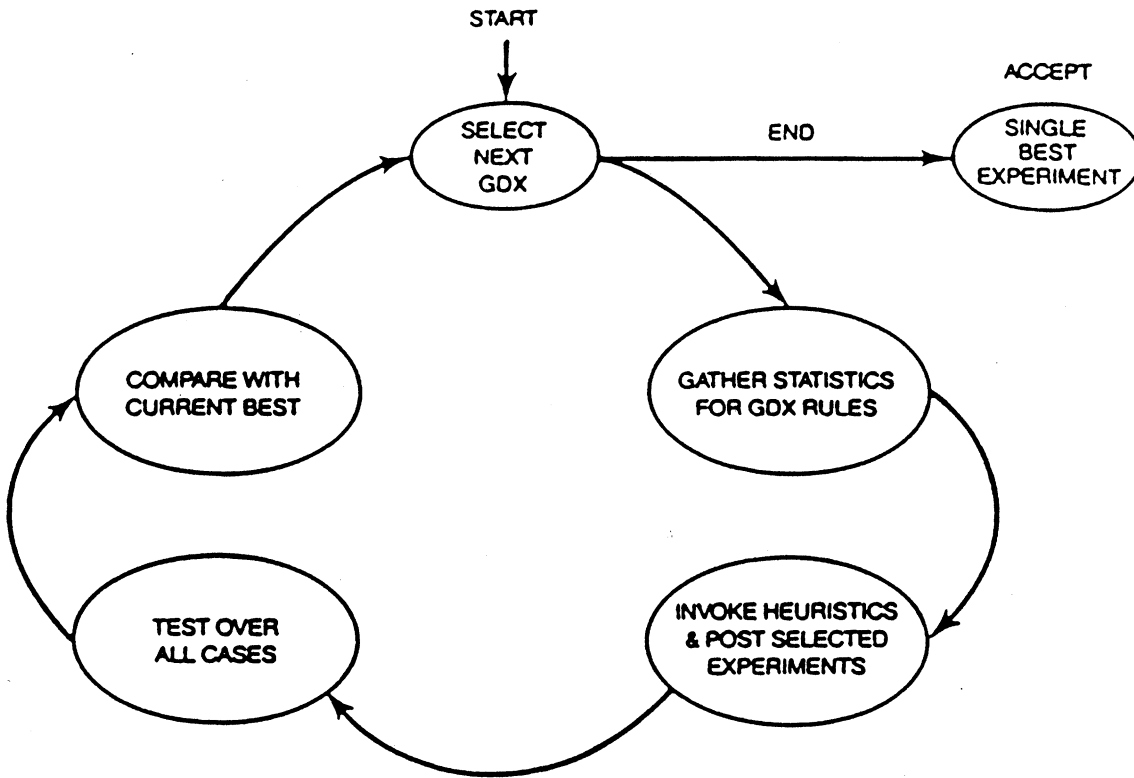 START
SELECT
NEXT
GDX
END
ACCEPT
SINGLE
BEST
EXPERIMENT
COMPARE WITH
CURRENT BEST
GATHER STATISTICS
FOR GDX RULES
TEST OVER
ALL CASES
INVOKE HEURISTICS
& POST SELECTED
EXPERIMENTS